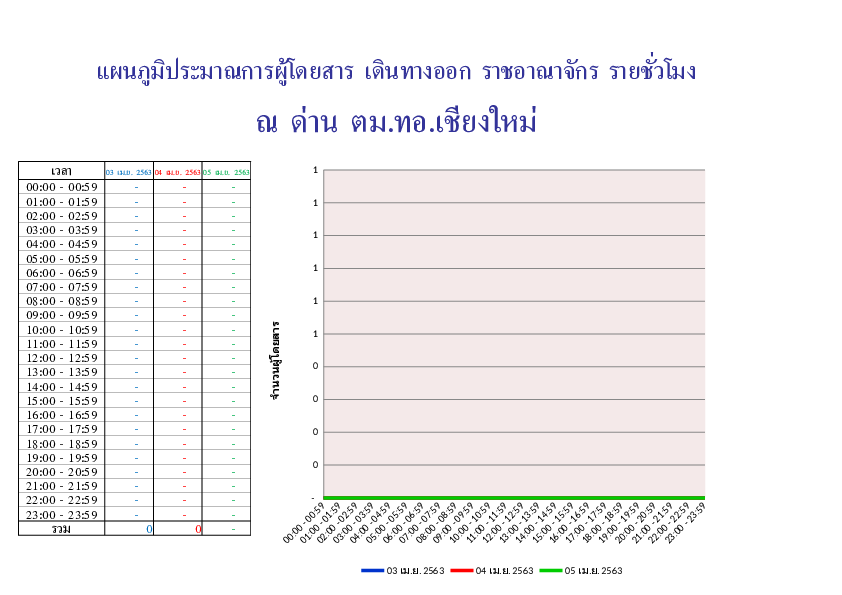 แผนภูมิประมาณการผู้โดยสาร เดินทางออก ราชอาณาจักร รายชั่วโมง
ณ ด่าน ตม.ทอ.เชียงใหม่
เวลา 03 เม.ย. 2563 04 เม.ย. 2563 05 เม.ย. 2563
00:00 - 00:59 - - -
01:00 - 01:59 - - -
02:00 - 02:59 - - -
03:00 - 03:59 - - -
04:00 - 04:59 - - -
05:00 - 05:59 - - -
06:00 - 06:59 - - -
07:00 - 07:59 - - -
08:00 - 08:59 - - -
09:00 - 09:59 - - -
10:00 - 10:59 - - -
11:00 - 11:59 - - -
12:00 - 12:59 - - -
13:00 - 13:59 - - -
14:00 - 14:59 - - -
15:00 - 15:59 - - -
16:00 - 16:59 - - -
17:00 - 17:59 - - -
18:00 - 18:59 - - -
19:00 - 19:59 - - -
20:00 - 20:59 - - -
21:00 - 21:59 - - -
22:00 - 22:59 - - -
23:00 - 23:59 - - -
รวม 0 0 -
จำนวนผู้โดยสาร
1
1
1
1
1
1
0
0
0
0
-
00:00 - 00:59
01:00 - 01:59
02:00 - 02:59
03:00 - 03:59
04:00 - 04:59
05:00 - 05:59
06:00 - 06:59
07:00 - 07:59
08:00 - 08:59
09:00 - 09:59
10:00 - 10:59
11:00 - 11:59
12:00 - 12:59
13:00 - 13:59
14:00 - 14:59
15:00 - 15:59
16:00 - 16:59
17:00 - 17:59
18:00 - 18:59
19:00 - 19:59
20:00 - 20:59
21:00 - 21:59
22:00 - 22:59
23:00 - 23:59
03 เม.ย. 2563 04 เม.ย. 2563 05 เม.ย. 2563